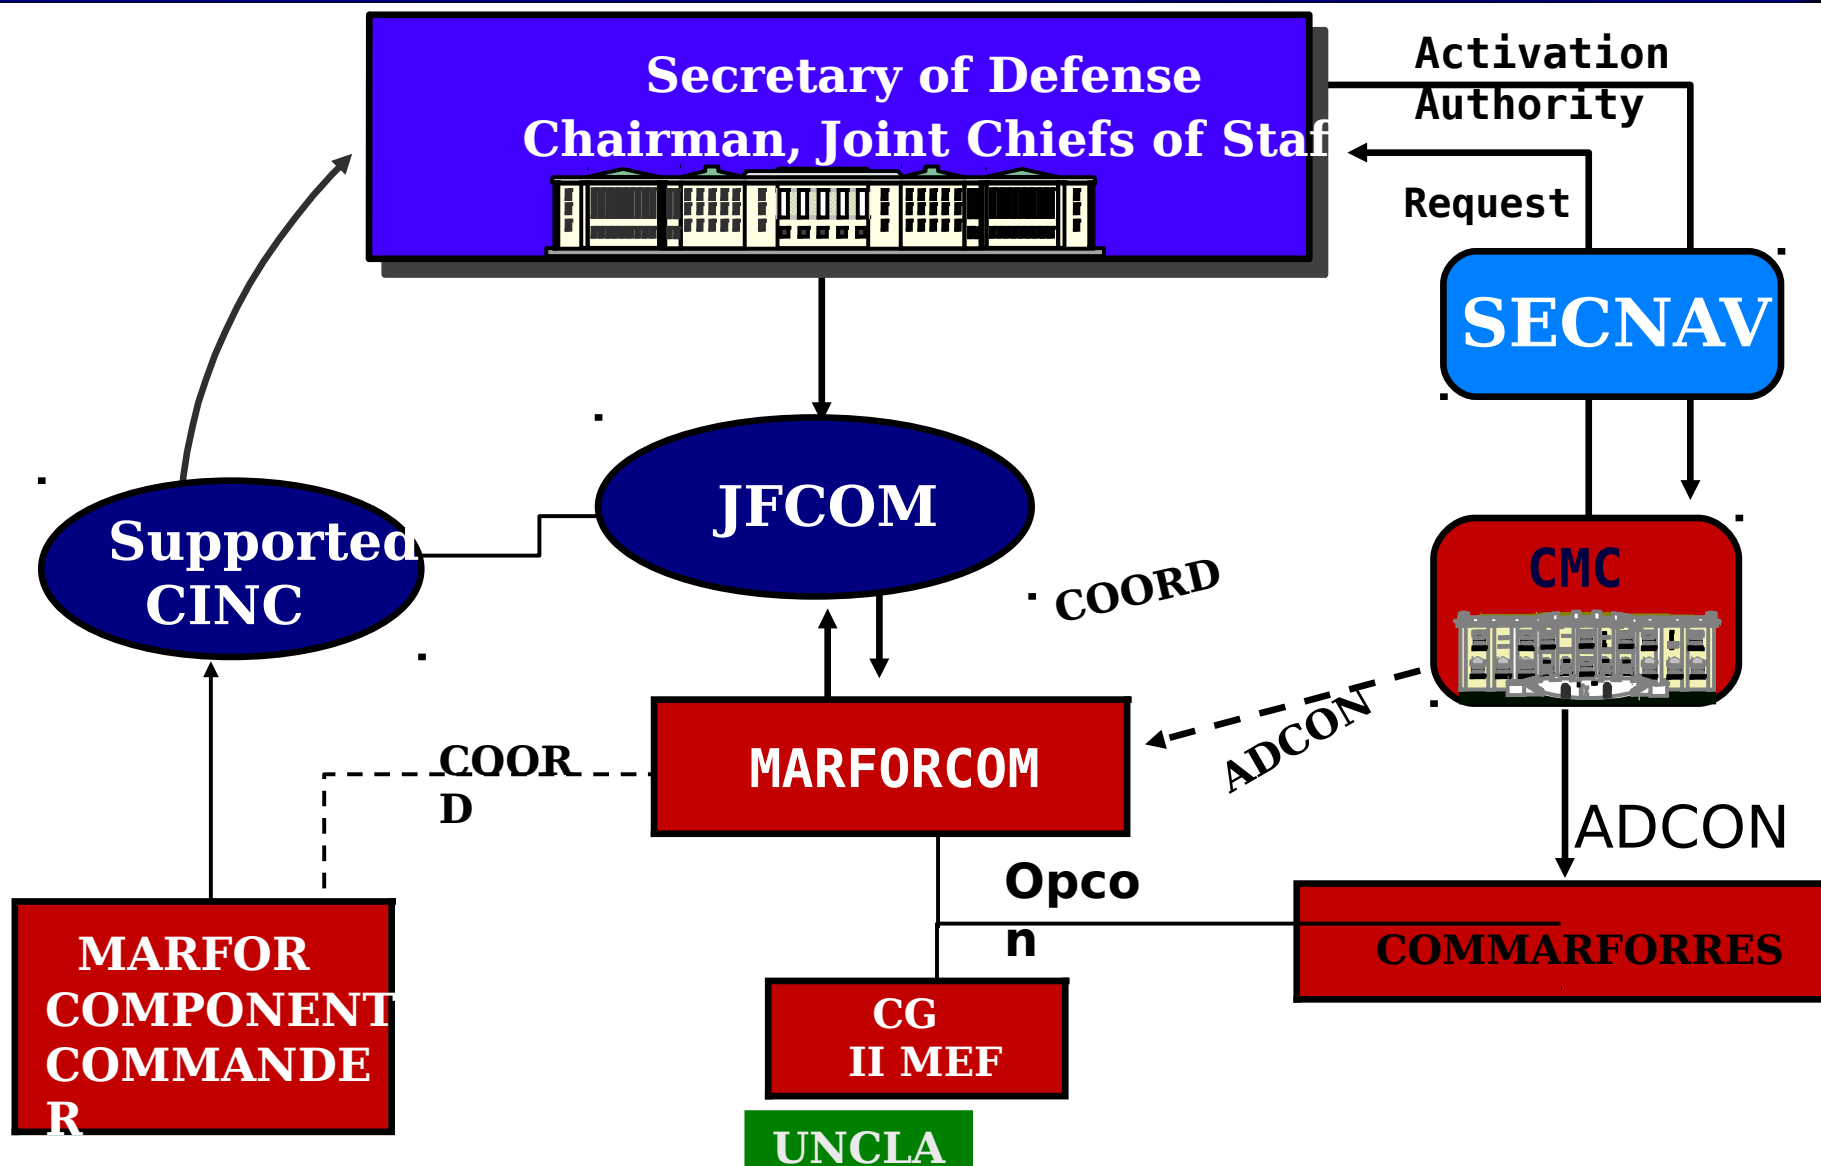 Secretary of Defense
Chairman, Joint Chiefs of Staf
Activation
Authority
Request
SECNAV
JFCOM
Supported
CINC
CMC
COORD
ADCON
MARFORCOM
COOR
D
ADCON
Opco
n
COMMARFORRES
MARFOR
COMPONENT
COMMANDE
R
CG
II MEF
UNCLA